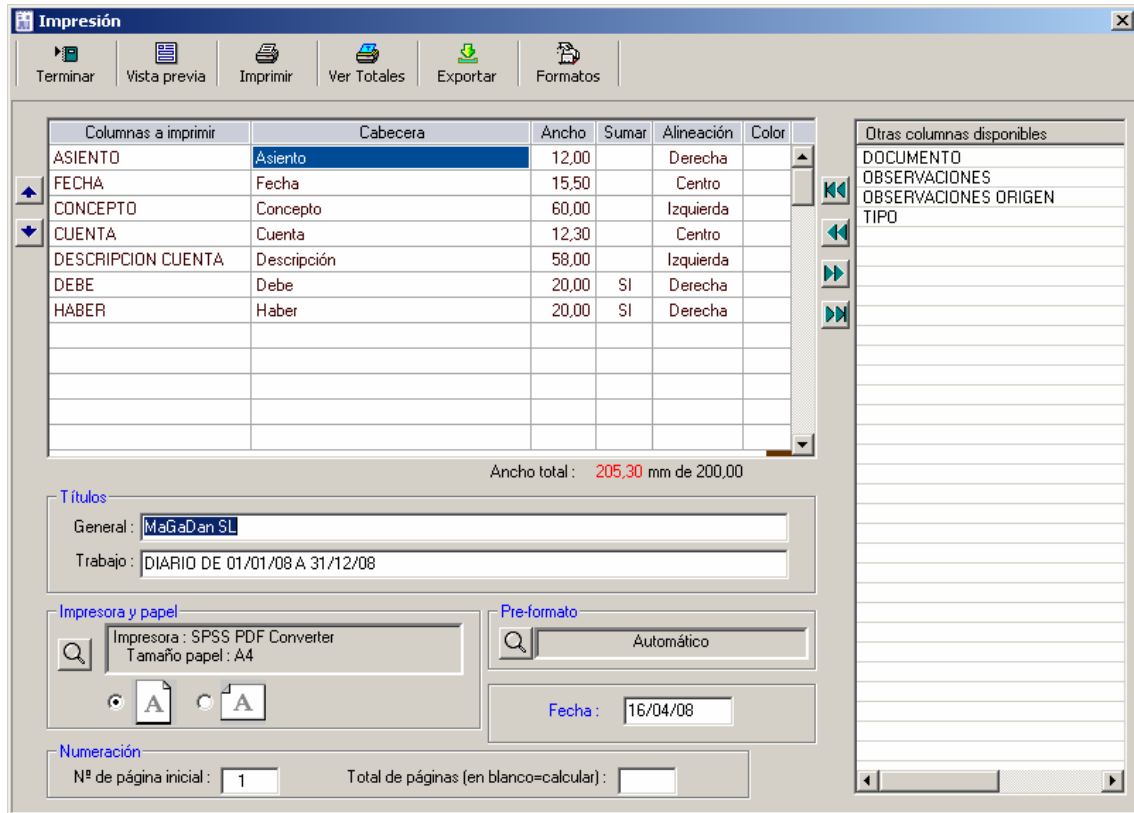 Impresión
Terminar Vista previa Imprimir Ver Totales Exportar Formatos
Columnas a imprimir Cabecera Ancho Sumar Alineación Color
ASIENTO Asiento 12,00 Derecha
FECHA Fecha 15,50 Centro
CONCEPTO Concepto 60,00 Izquierda
CUENTA Cuenta 12,30 Centro
DESCRIPCION CUENTA Descripción 58,00 Izquierda
DEBE Debe 20,00 SI Derecha
HABER Haber 20,00 SI Derecha
Ancho total : 205,30 mm de 200,00
Otras columnas disponibles
DOCUMENTO
OBSERVACIONES
OBSERVACIONES ORIGEN
TIPO
Títulos
General : MaGaDan SL
Trabajo : DIARIO DE 01/01/08 A 31/12/08
Impresora y papel
Impresora : SPSS PDF Converter
Tamaño papel : A4
A A
Pre-formato
Automático
Fecha : 16/04/08
Numeración
Nº de página inicial : 1 Total de páginas (en blanco=calcular) :